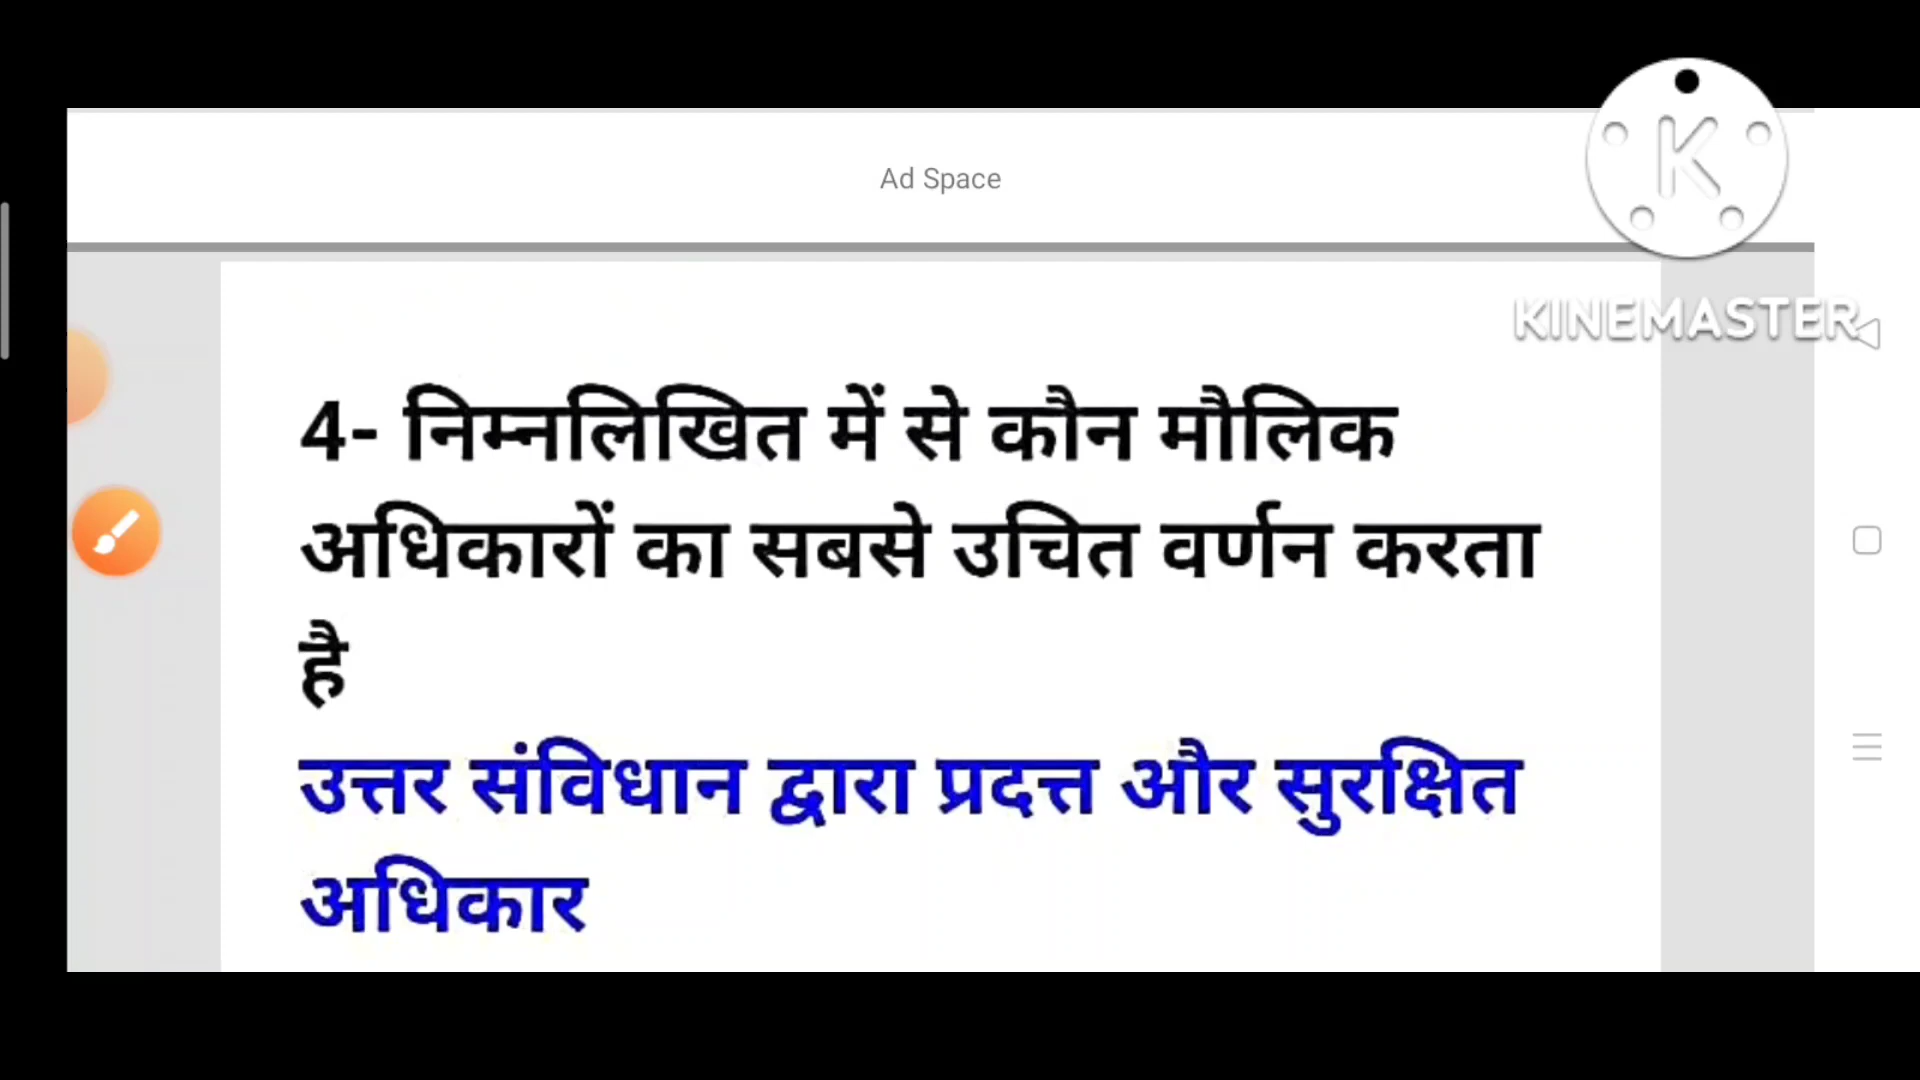 Ad Space
K
KINEMASTER
4- निम्नलिखित में से कौन मौलिक
अधिकारों का सबसे उचित वर्णन करता
है
उत्तर संविधान द्वारा प्रदत्त और सुरक्षित
अधिकार